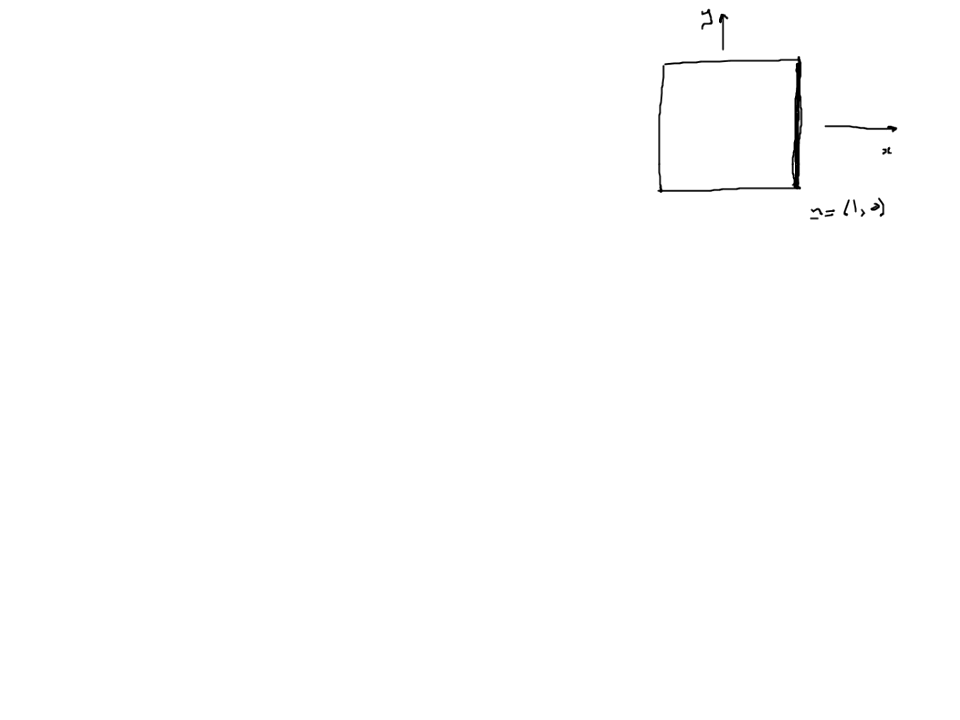 y
x
n = (1, 0)